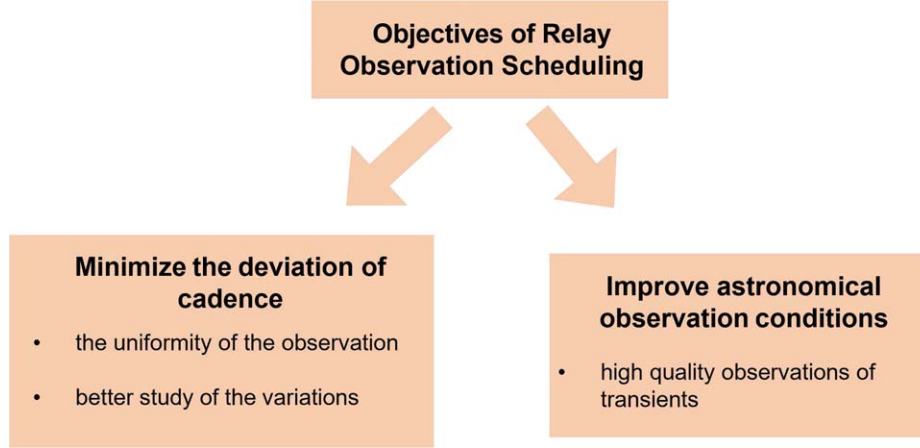 Objectives of Relay
Observation Scheduling
Minimize the deviation of
cadence
• the uniformity of the observation
• better study of the variations
Improve astronomical
observation conditions
• high quality observations of
transients